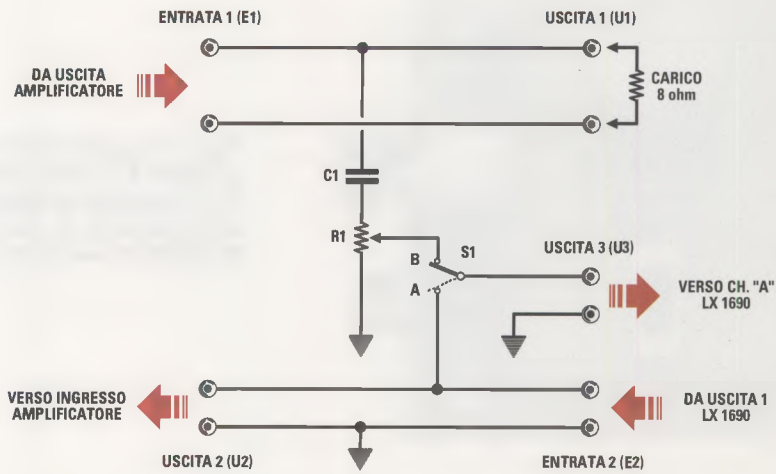 ENTRATA 1 (E1)
USCITA 1 (U1)
DA USCITA
AMPLIFICATORE
CARICO
8 ohm
C1
R1
B
S1
A
USCITA 3 (U3)
VERSO CH. "A"
LX 1690
VERSO INGRESSO
AMPLIFICATORE
DA USCITA 1
LX 1690
USCITA 2 (U2)
ENTRATA 2 (E2)